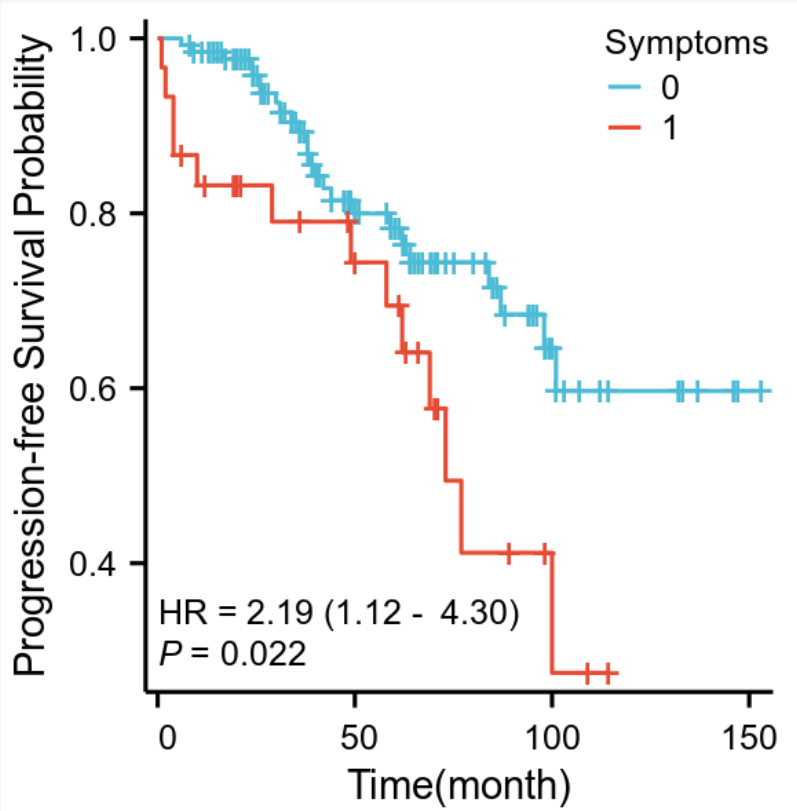 Progression-free Survival Probability
1.0
0.8
0.6
0.4
Symptoms
0
1
HR = 2.19 (1.12 - 4.30)
P = 0.022
0 50 100 150
Time(month)